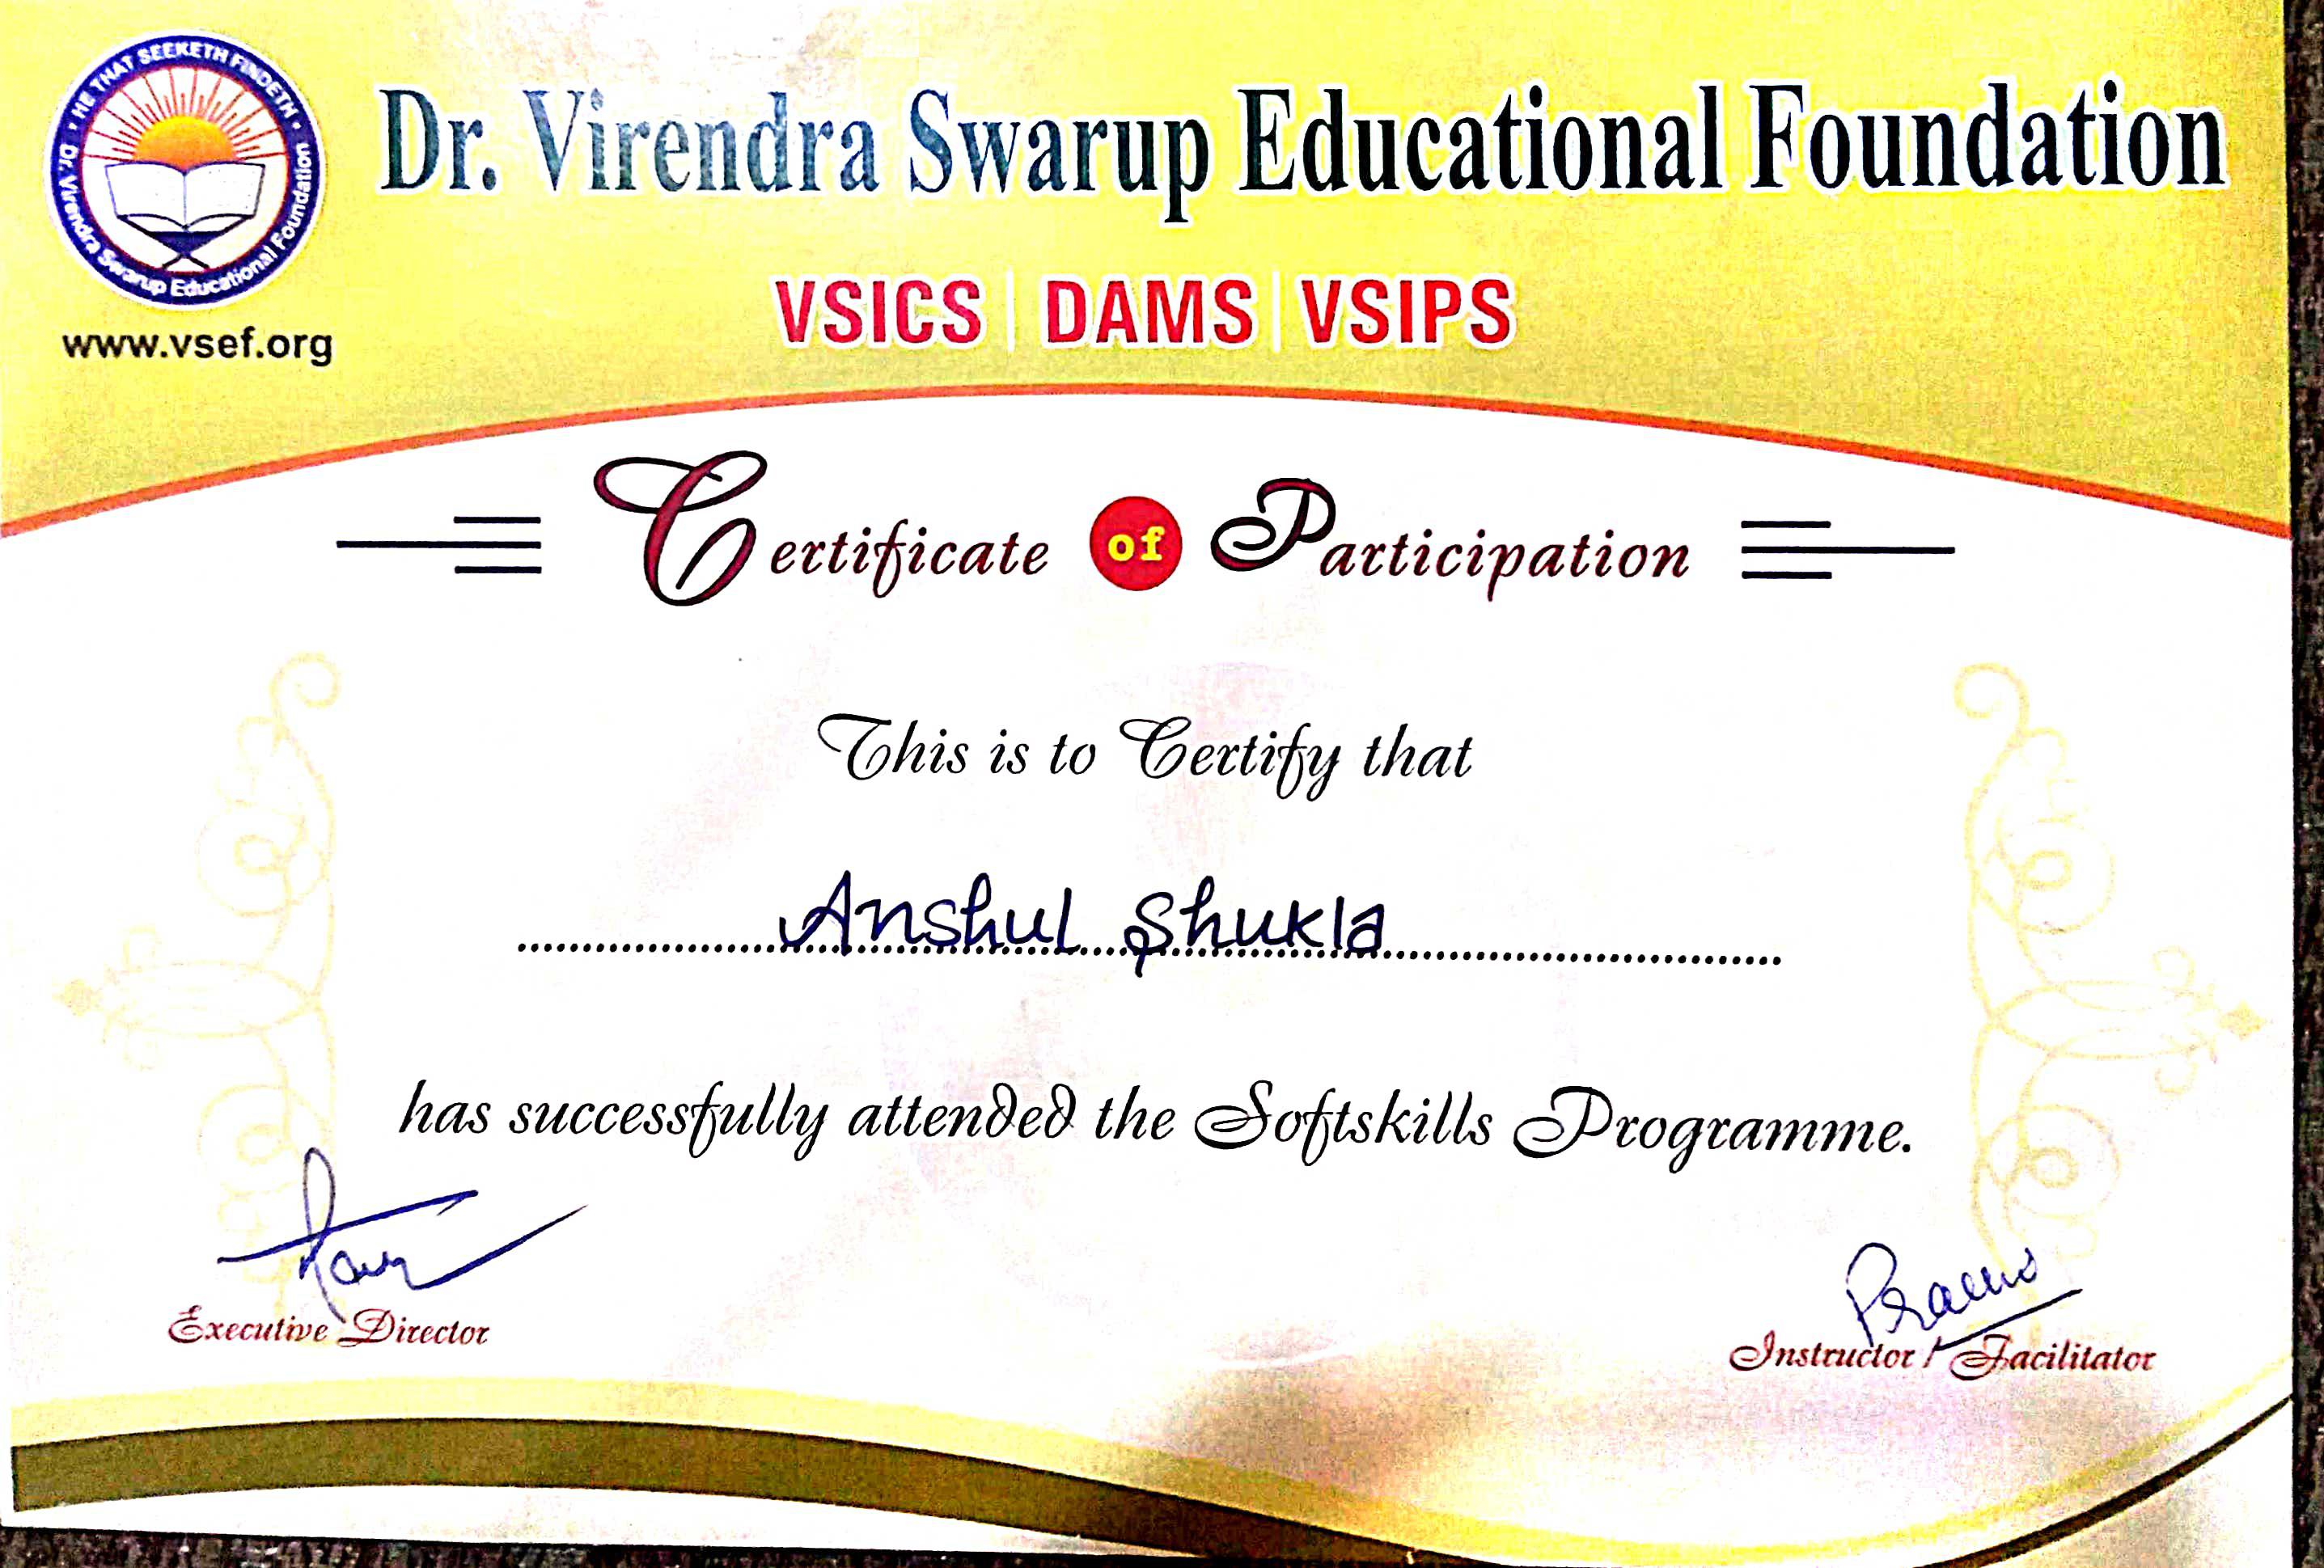 HE THAT SEEKETH FINDETH
Dr. Virendra Swarup Educational Foundation
www.vsef.org
Dr. Virendra Swarup Educational Foundation
VSICS | DAMS | VSIPS
Certificate of Participation
This is to Certify that
Anshul Shukla
has successfully attended the Softskills Programme.
Executive Director
Instructor / Facilitator